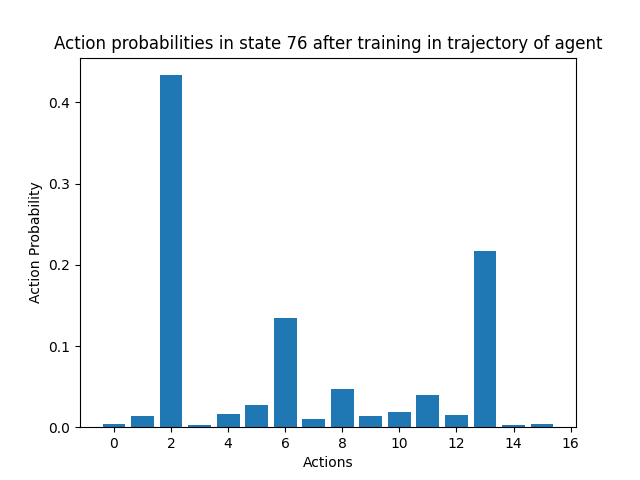 Action probabilities in state 76 after training in trajectory of agent
Action Probability
0.4
0.3
0.2
0.1
0.0
0 2 4 6 8 10 12 14 16
Actions